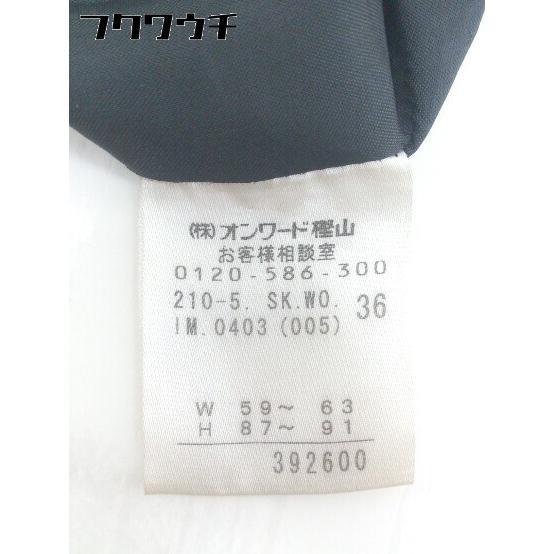 フクワウチ
(株)オンワード樫山
お客様相談室
0120-586-300
210-5. SK.WO. 36
IM.0403 (005)
W 59～ 63
H 87～ 91
392600